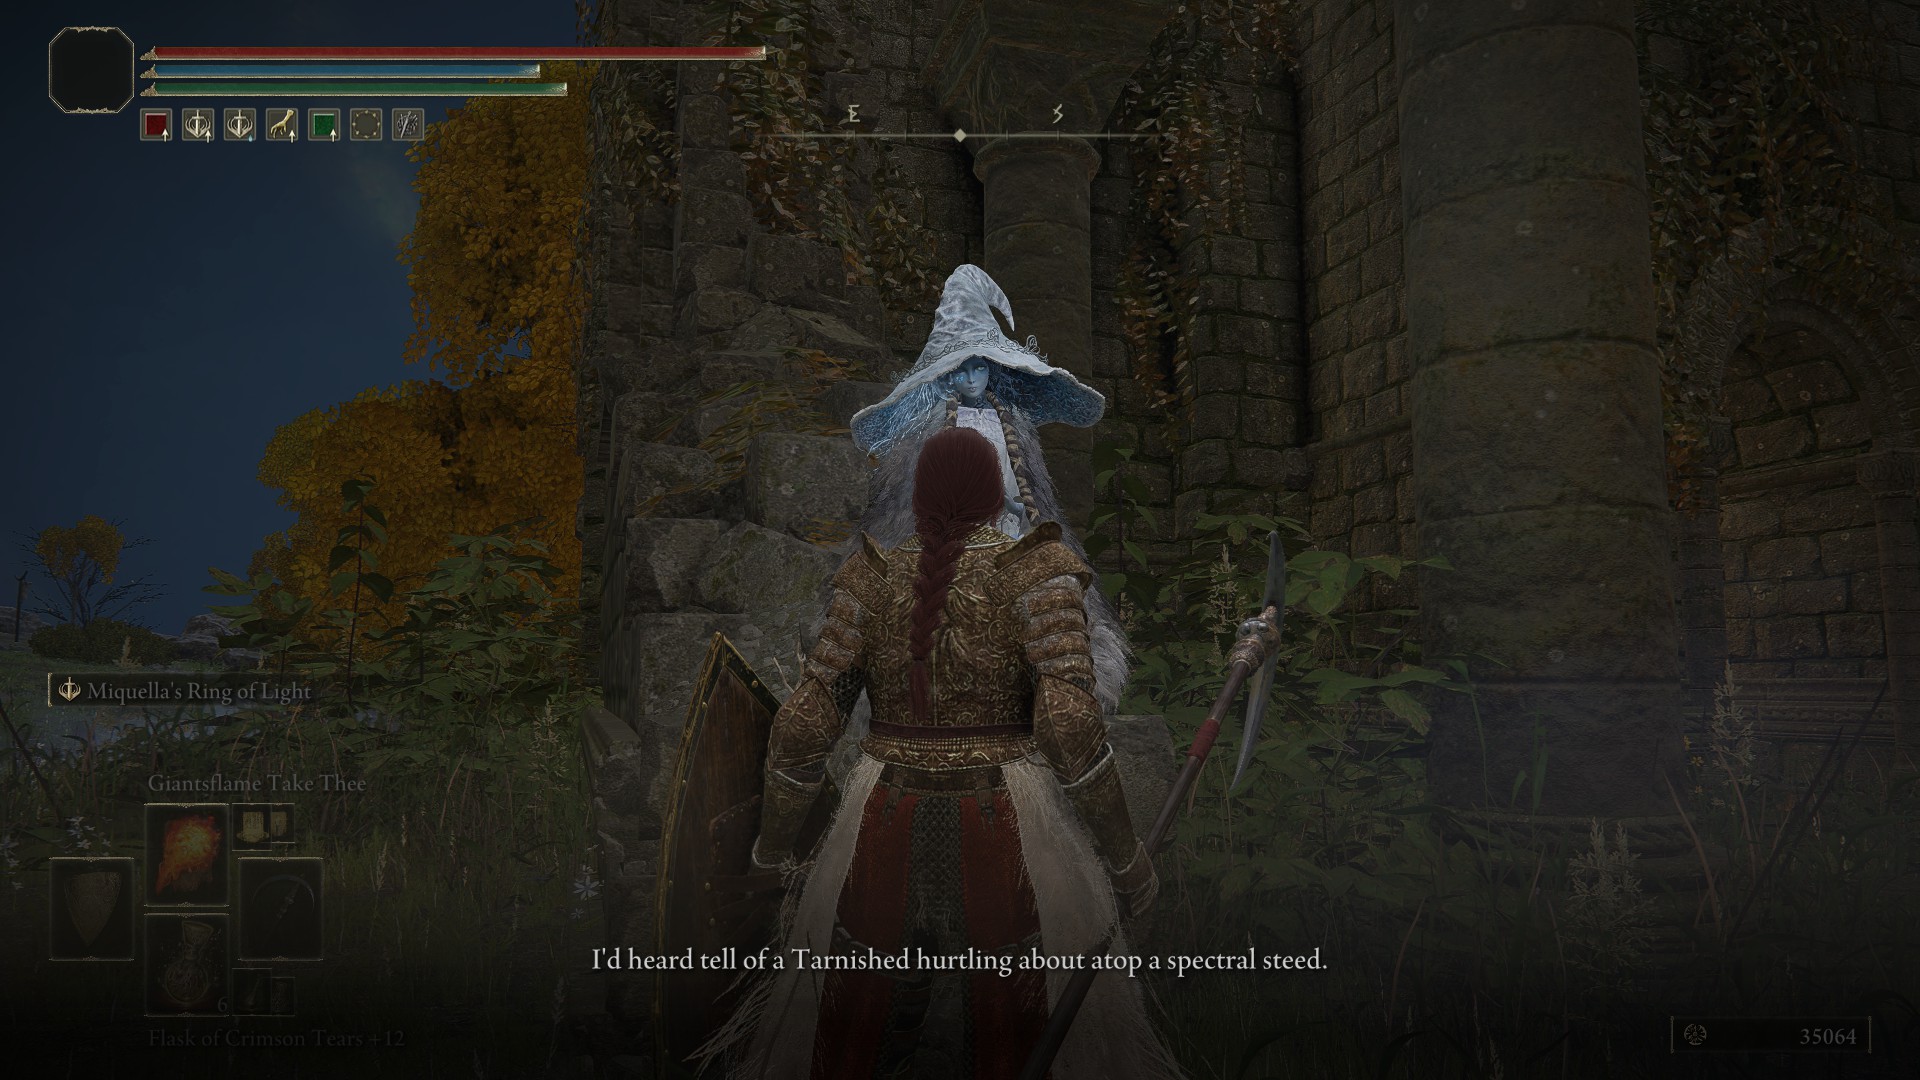 E
S
Miquella's Ring of Light
Giantsflame Take Thee
6
Flask of Crimson Tears +12
I'd heard tell of a Tarnished hurtling about atop a spectral steed.
35064